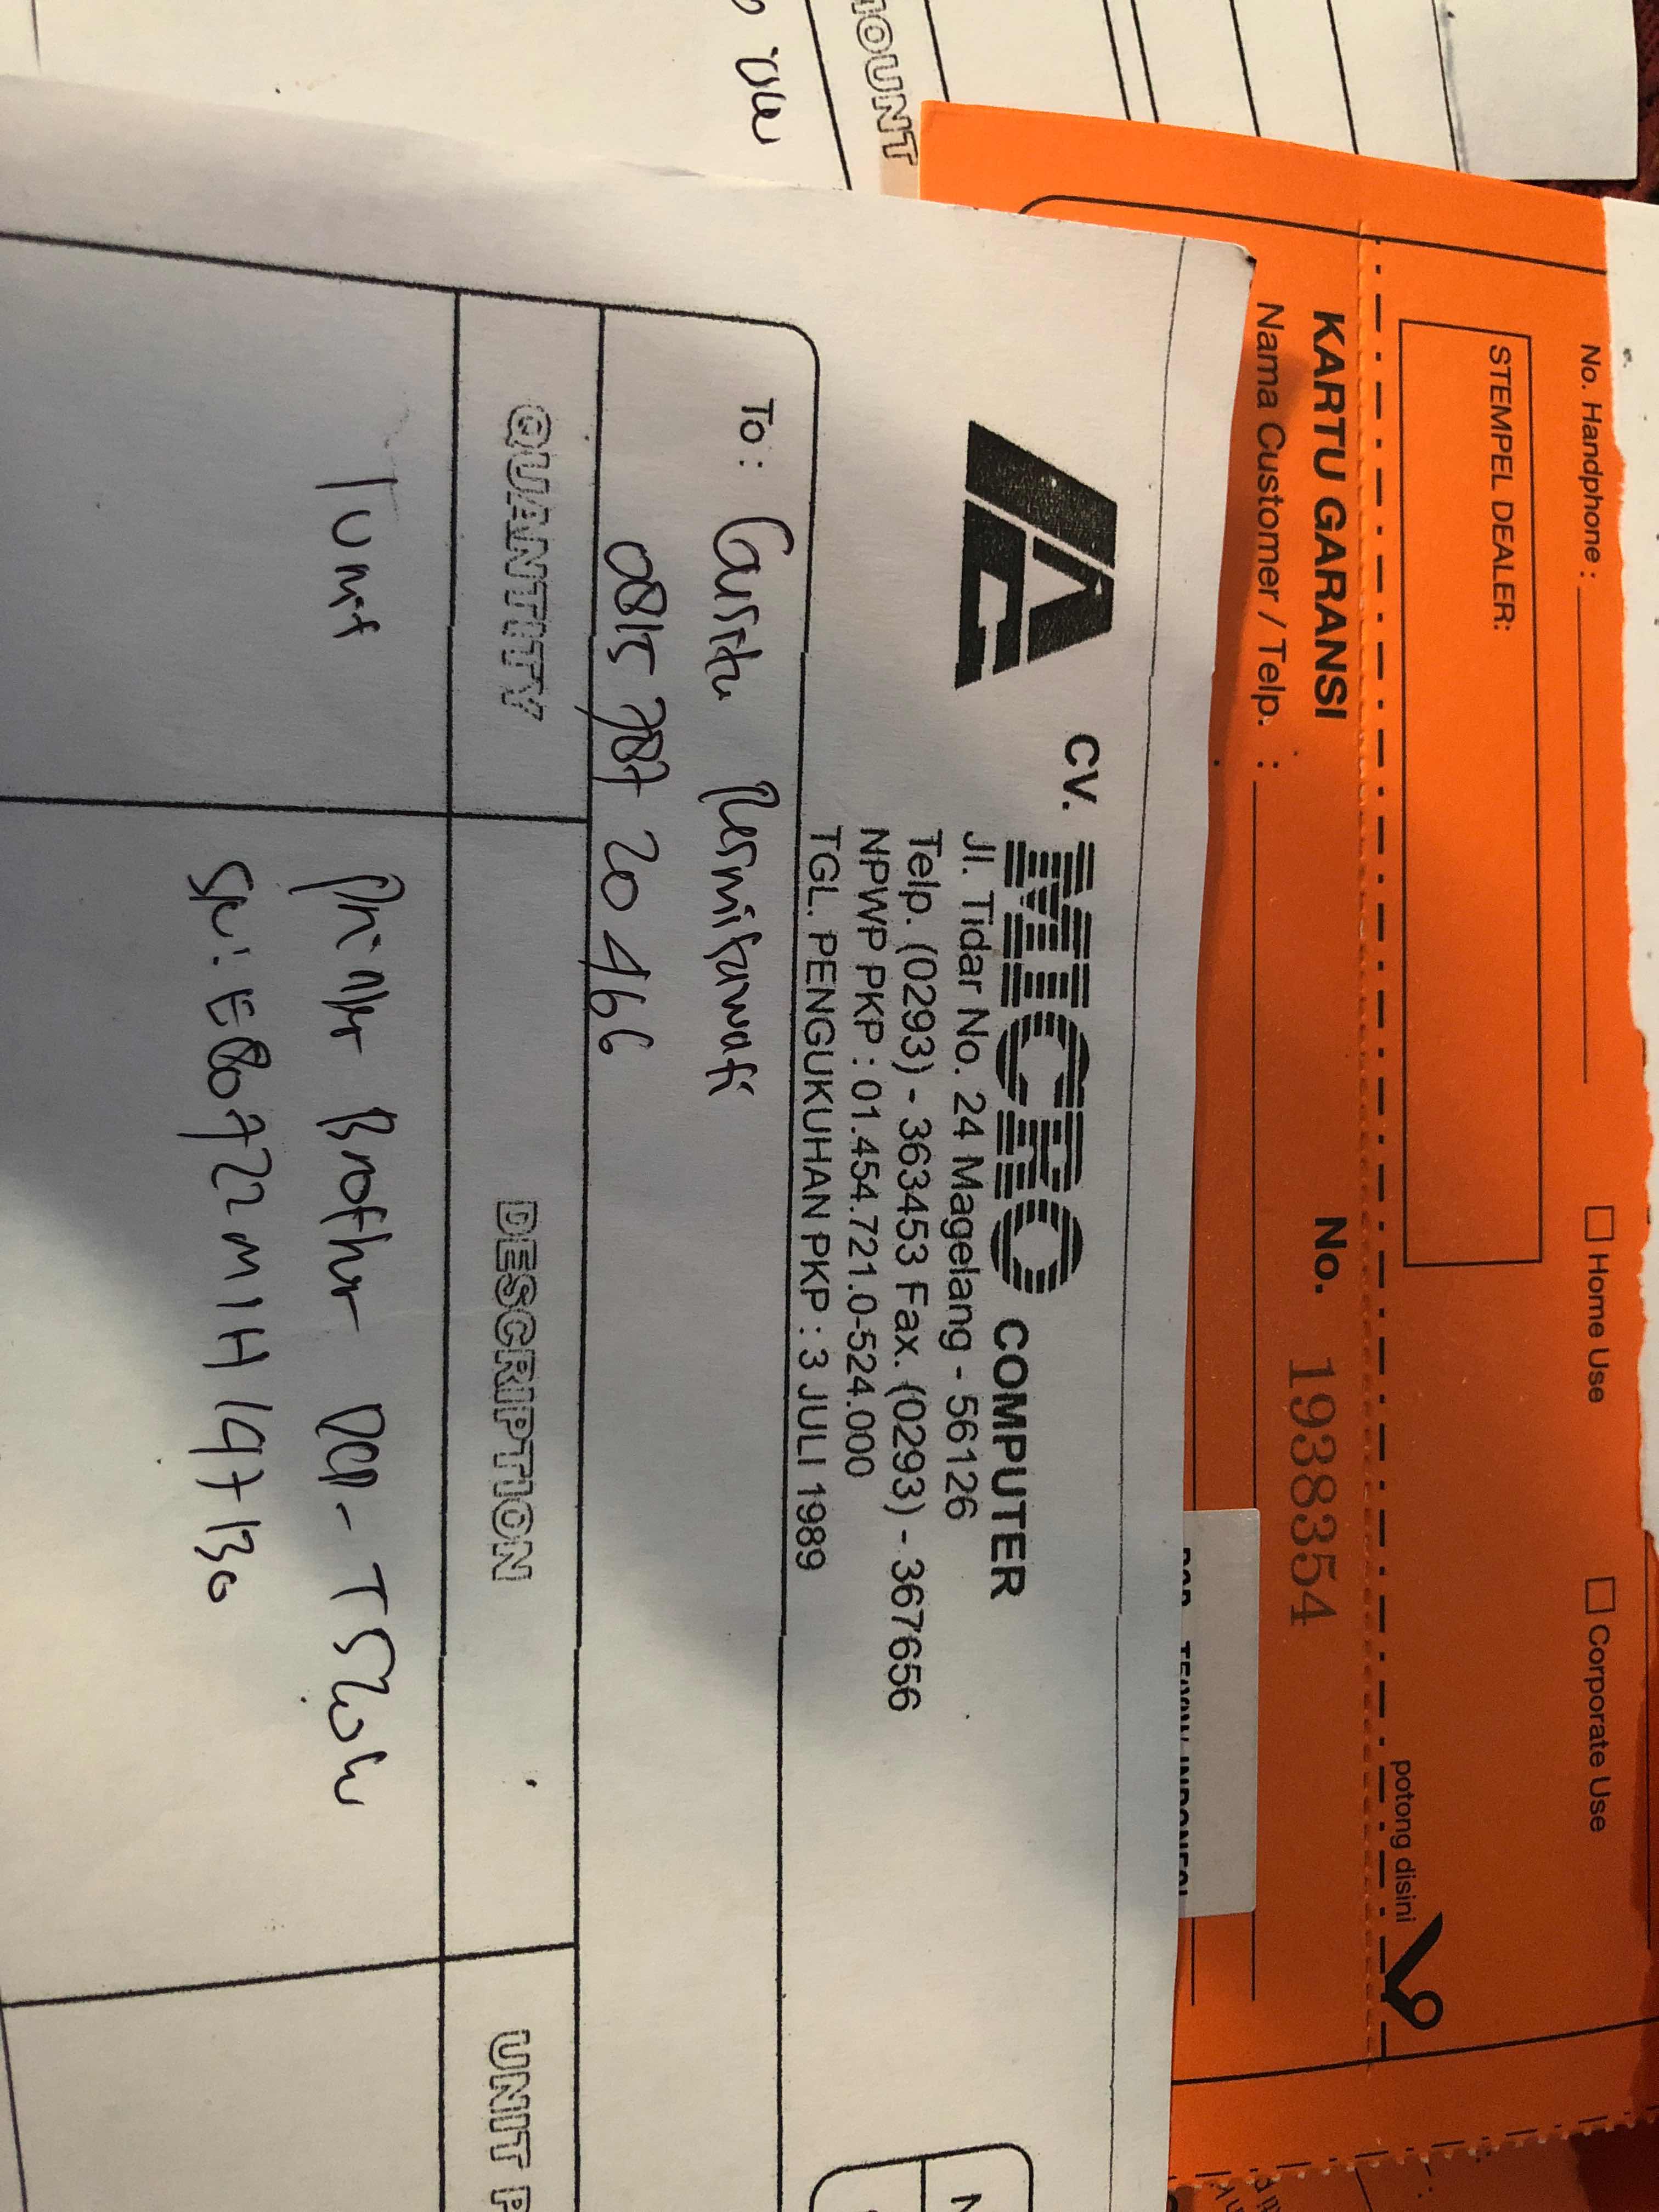 No. Handphone :
Home Use
Corporate Use
STEMPEL DEALER:
potong disini
KARTU GARANSI
No. 1938354
Nama Customer / Telp. :
CV. MICRO COMPUTER
Jl. Tidar No. 24 Magelang - 56126
Telp. (0293) - 363453 Fax. (0293) - 367656
NPWP PKP : 01.454.721.0-524.000
TGL. PENGUKUHAN PKP : 3 JULI 1989
To :
0815 787 20 466
QUANTITY
DESCRIPTION
UNIT P
1 unit
Printer Brother DCP - T520W
SN: E80722M1H147130
OUNT